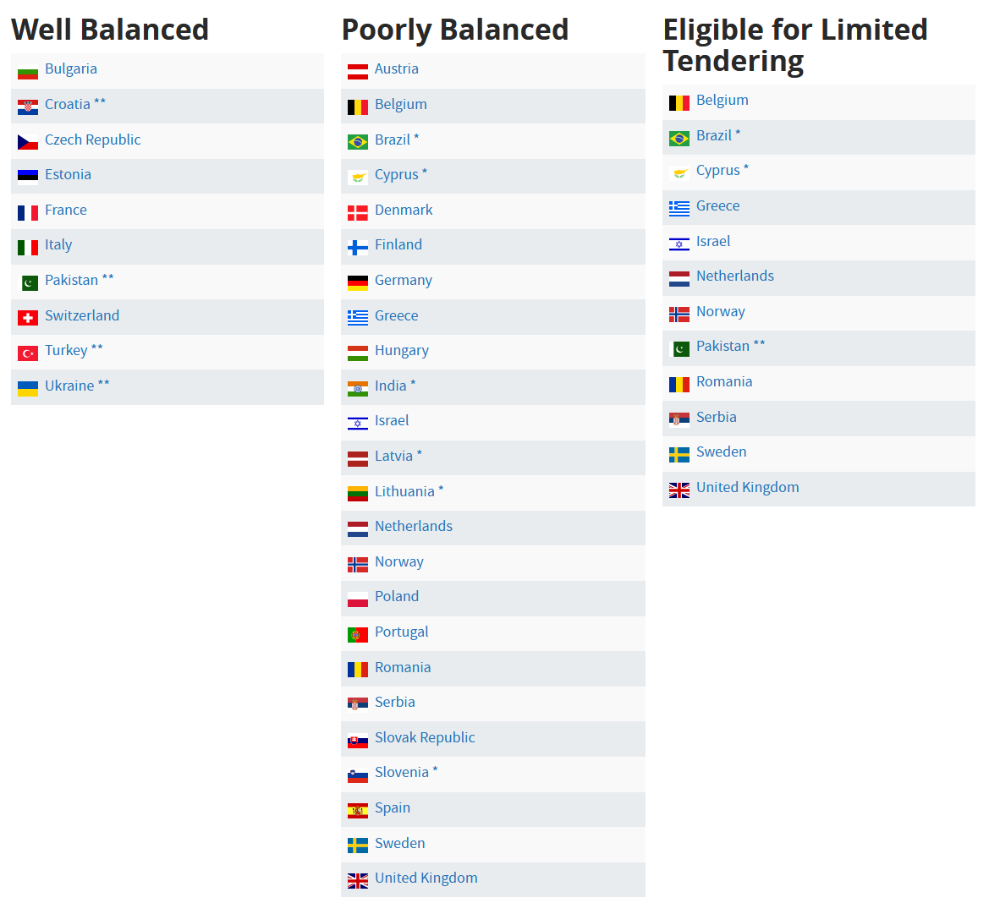 Well Balanced
Bulgaria
Croatia **
Czech Republic
Estonia
France
Italy
Pakistan **
Switzerland
Turkey **
Ukraine **
Poorly Balanced
Austria
Belgium
Brazil *
Cyprus *
Denmark
Finland
Germany
Greece
Hungary
India *
Israel
Latvia *
Lithuania *
Netherlands
Norway
Poland
Portugal
Romania
Serbia
Slovak Republic
Slovenia *
Spain
Sweden
United Kingdom
Eligible for Limited
Tendering
Belgium
Brazil *
Cyprus *
Greece
Israel
Netherlands
Norway
Pakistan **
Romania
Serbia
Sweden
United Kingdom